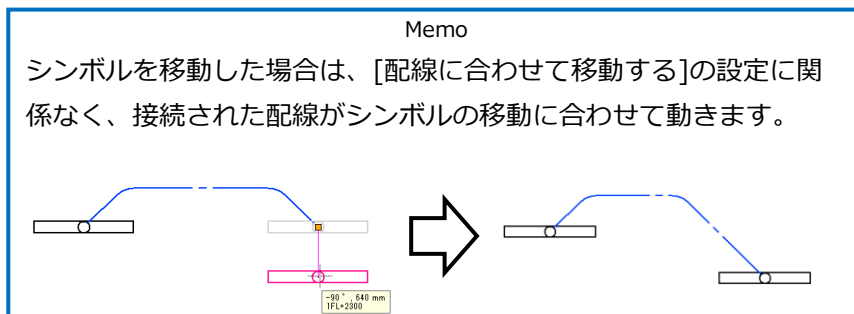 Memo
シンボルを移動した場合は、[配線に合わせて移動する]の設定に関
係なく、接続された配線がシンボルの移動に合わせて動きます。
-90°, 640 mm
1FL+2300